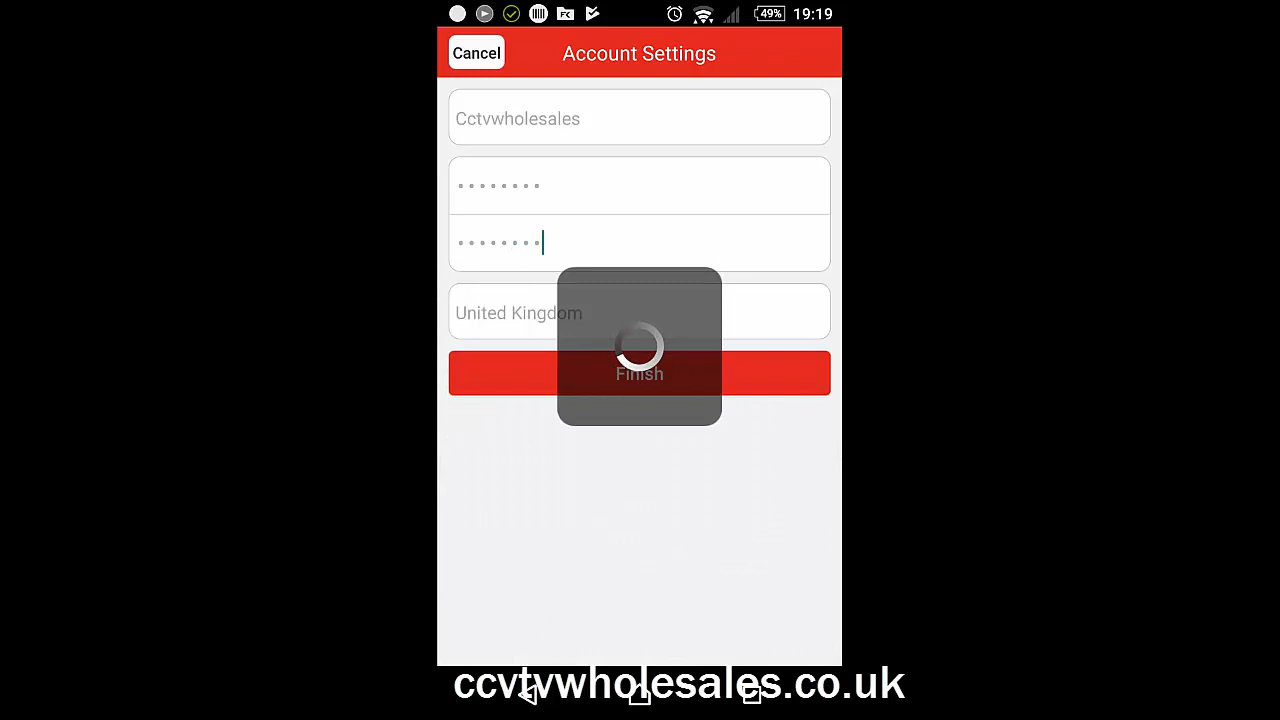 49% 19:19
Cancel Account Settings
Cctvwholesales
United Kingdom
Finish
ccvtvwholesales.co.uk